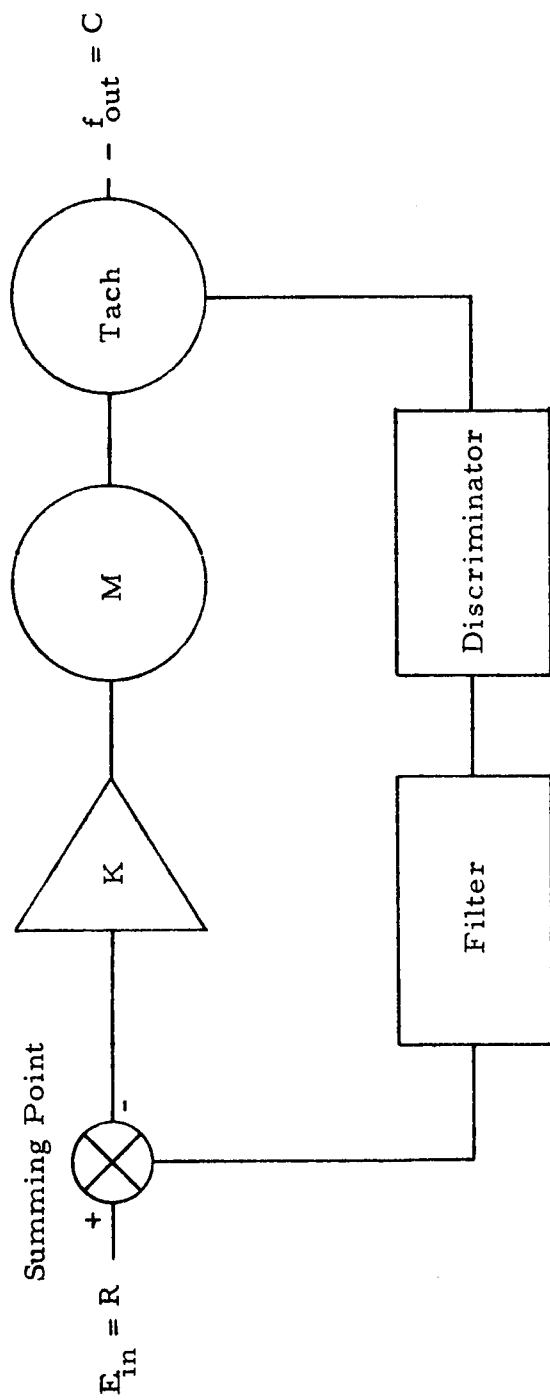 Summing Point
E_in = R
+
-
K
M
Tach
f_out = C
Filter
Discriminator